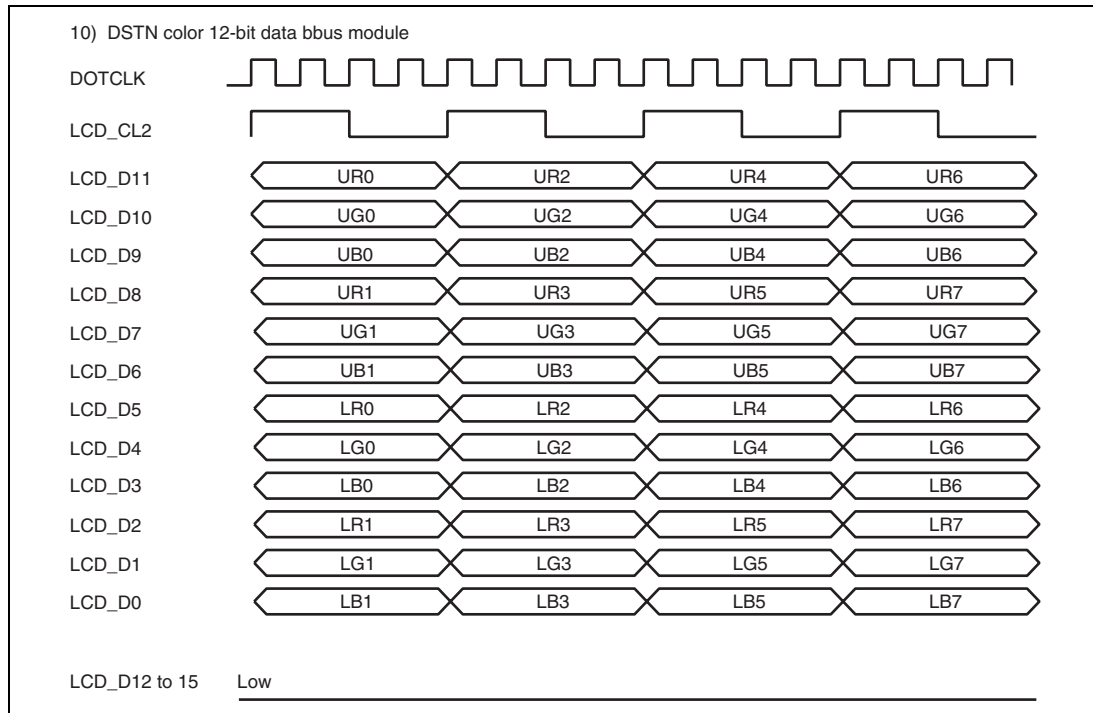 10) DSTN color 12-bit data bbus module
DOTCLK
LCD_CL2
LCD_D11 UR0 UR2 UR4 UR6
LCD_D10 UG0 UG2 UG4 UG6
LCD_D9 UB0 UB2 UB4 UB6
LCD_D8 UR1 UR3 UR5 UR7
LCD_D7 UG1 UG3 UG5 UG7
LCD_D6 UB1 UB3 UB5 UB7
LCD_D5 LR0 LR2 LR4 LR6
LCD_D4 LG0 LG2 LG4 LG6
LCD_D3 LB0 LB2 LB4 LB6
LCD_D2 LR1 LR3 LR5 LR7
LCD_D1 LG1 LG3 LG5 LG7
LCD_D0 LB1 LB3 LB5 LB7
LCD_D12 to 15 Low